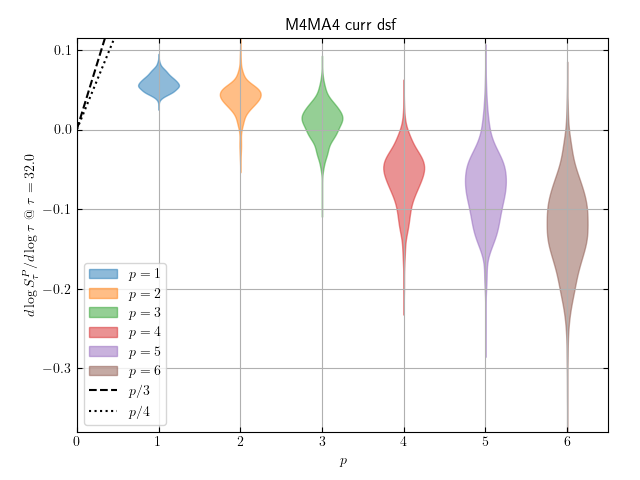 M4MA4 curr dsf
d log S_τ^P / d log τ @ τ = 32.0
0.1
0.0
−0.1
−0.2
−0.3
p = 1
p = 2
p = 3
p = 4
p = 5
p = 6
p/3
p/4
0 1 2 3 4 5 6
p